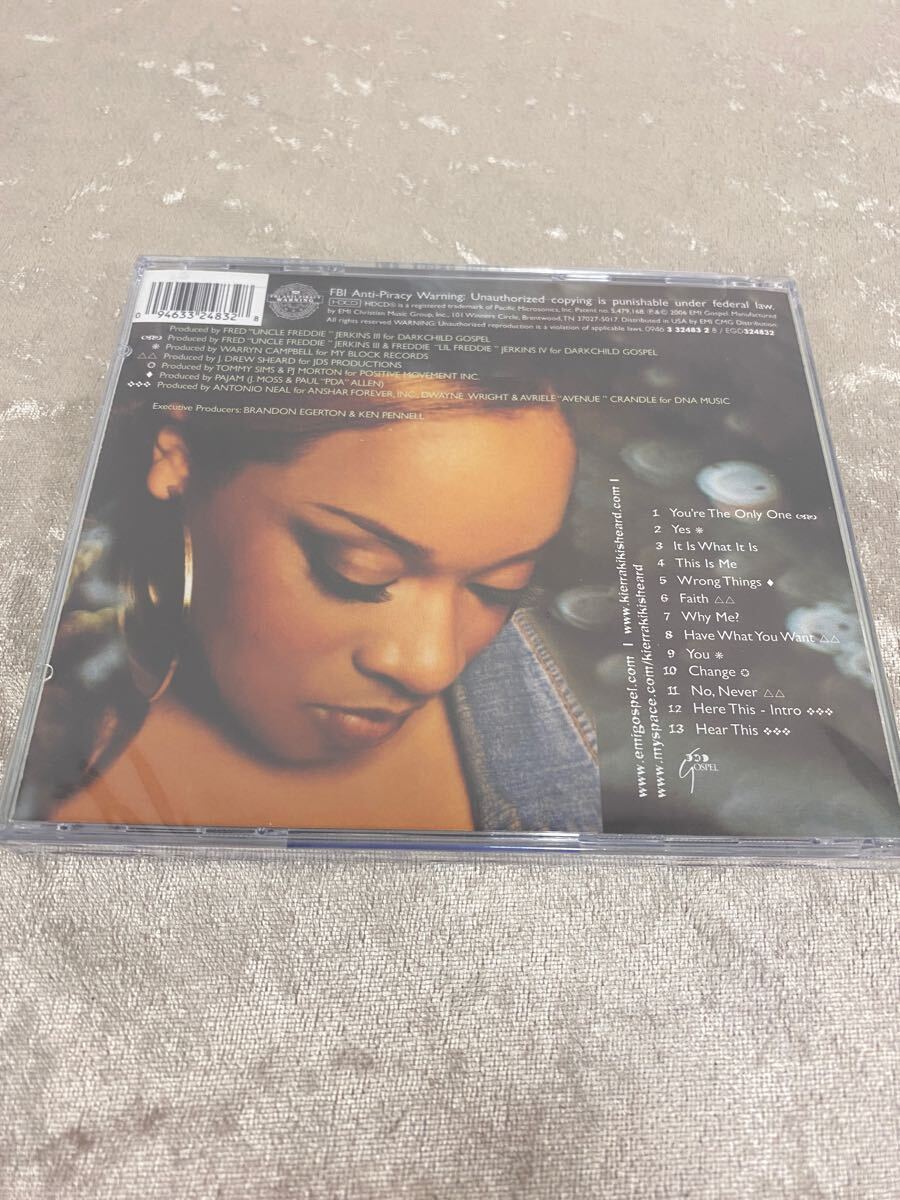 0 94633 24832 8
FBI Anti-Piracy Warning: Unauthorized copying is punishable under federal law.
HDCD HDCD® is a registered trademark of Pacific Microsonics, Inc. Patent no. 5,479,168 ℗&© 2006 EMI Gospel. Manufactured
by EMI Christian Music Group, Inc., 101 Winners Circle, Brentwood, TN 37027-5017. Distributed in USA by EMI CMG Distribution
All rights reserved WARNING: Unauthorized reproduction is a violation of applicable laws. 0946 3 32483 2 8 / EGD324832
Produced by FRED "UNCLE FREDDIE" JERKINS III for DARKCHILD GOSPEL
Produced by FRED "UNCLE FREDDIE" JERKINS III & FREDDIE "LIL FREDDIE" JERKINS IV for DARKCHILD GOSPEL
Produced by WARRYN CAMPBELL for MY BLOCK RECORDS
△△ Produced by J. DREW SHEARD for JDS PRODUCTIONS
Produced by TOMMY SIMS & PJ MORTON for POSITIVE MOVEMENT INC.
♦ Produced by PAJAM (J. MOSS & PAUL "PDA" ALLEN)
❖❖❖ Produced by ANTONIO NEAL for ANSHAR FOREVER, INC., DWAYNE WRIGHT & AVRIELE "AVENUE" CRANDLE for DNA MUSIC
Executive Producers: BRANDON EGERTON & KEN PENNELL
1 You're The Only One
2 Yes ❋
3 It Is What It Is
4 This Is Me
5 Wrong Things ♦
6 Faith △△
7 Why Me?
8 Have What You Want △△
9 You ❋
10 Change ✪
11 No, Never △△
12 Here This - Intro ❖❖❖
13 Hear This ❖❖❖
www.emigospel.com | www.kierrakikisheard.com |
www.myspace.com/kierrakikisheard
GOSPEL